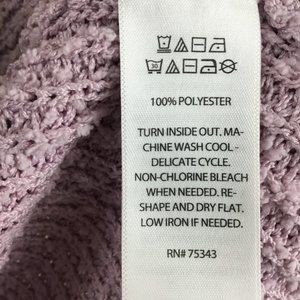 30
100% POLYESTER
TURN INSIDE OUT. MA-
CHINE WASH COOL -
DELICATE CYCLE.
NON-CHLORINE BLEACH
WHEN NEEDED. RE-
SHAPE AND DRY FLAT.
LOW IRON IF NEEDED.
RN# 75343